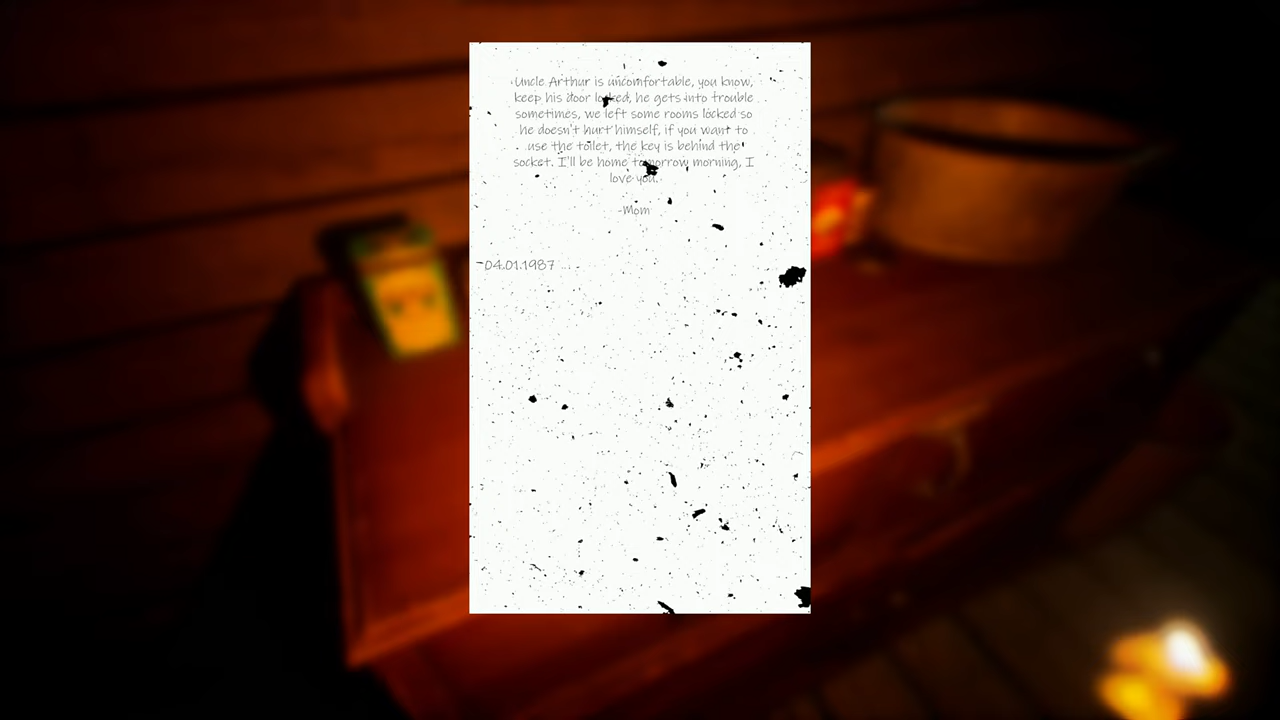 Uncle Arthur is uncomfortable, you know,
keep his door locked, he gets into trouble
sometimes, we left some rooms locked so
he doesn't hurt himself, if you want to
use the toilet, the key is behind the
socket. I'll be home tomorrow morning, I
love you.
-Mom
04.01.1987